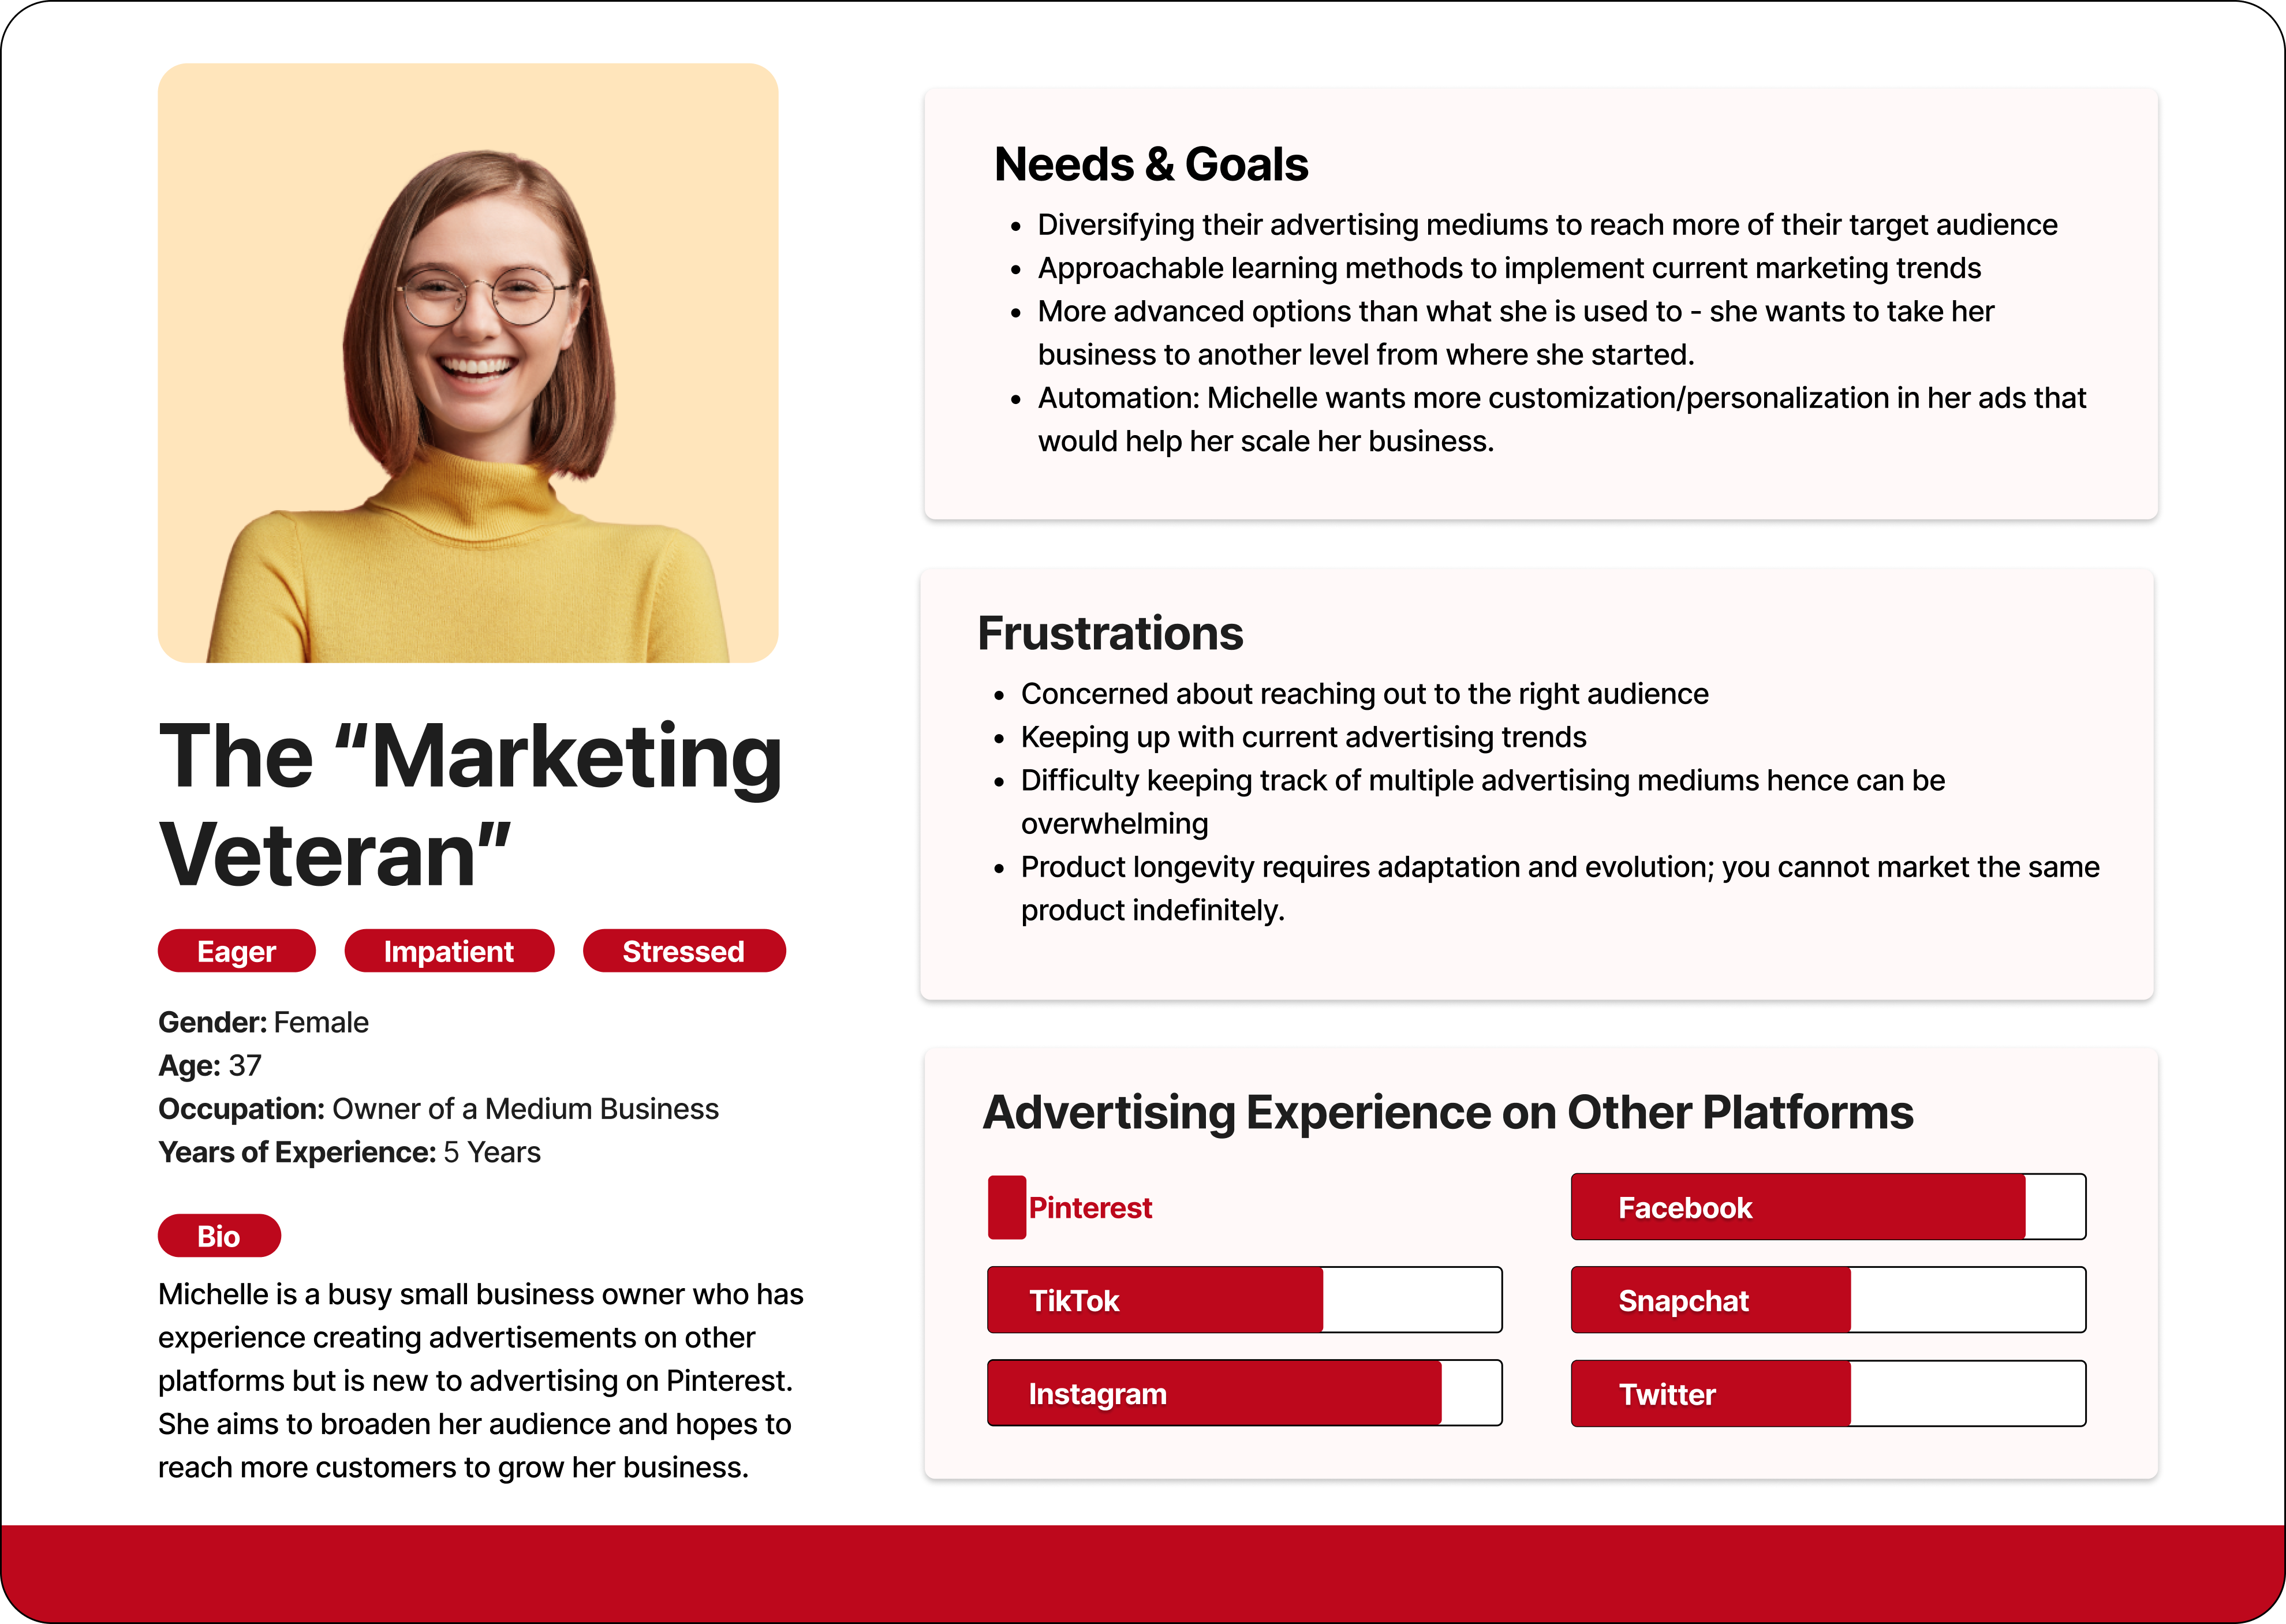 The “Marketing
Veteran”
Eager
Impatient
Stressed
Gender: Female
Age: 37
Occupation: Owner of a Medium Business
Years of Experience: 5 Years
Bio
Michelle is a busy small business owner who has
experience creating advertisements on other
platforms but is new to advertising on Pinterest.
She aims to broaden her audience and hopes to
reach more customers to grow her business.
Needs & Goals
• Diversifying their advertising mediums to reach more of their target audience
• Approachable learning methods to implement current marketing trends
• More advanced options than what she is used to - she wants to take her
business to another level from where she started.
• Automation: Michelle wants more customization/personalization in her ads that
would help her scale her business.
Frustrations
• Concerned about reaching out to the right audience
• Keeping up with current advertising trends
• Difficulty keeping track of multiple advertising mediums hence can be
overwhelming
• Product longevity requires adaptation and evolution; you cannot market the same
product indefinitely.
Advertising Experience on Other Platforms
Pinterest
Facebook
TikTok
Snapchat
Instagram
Twitter